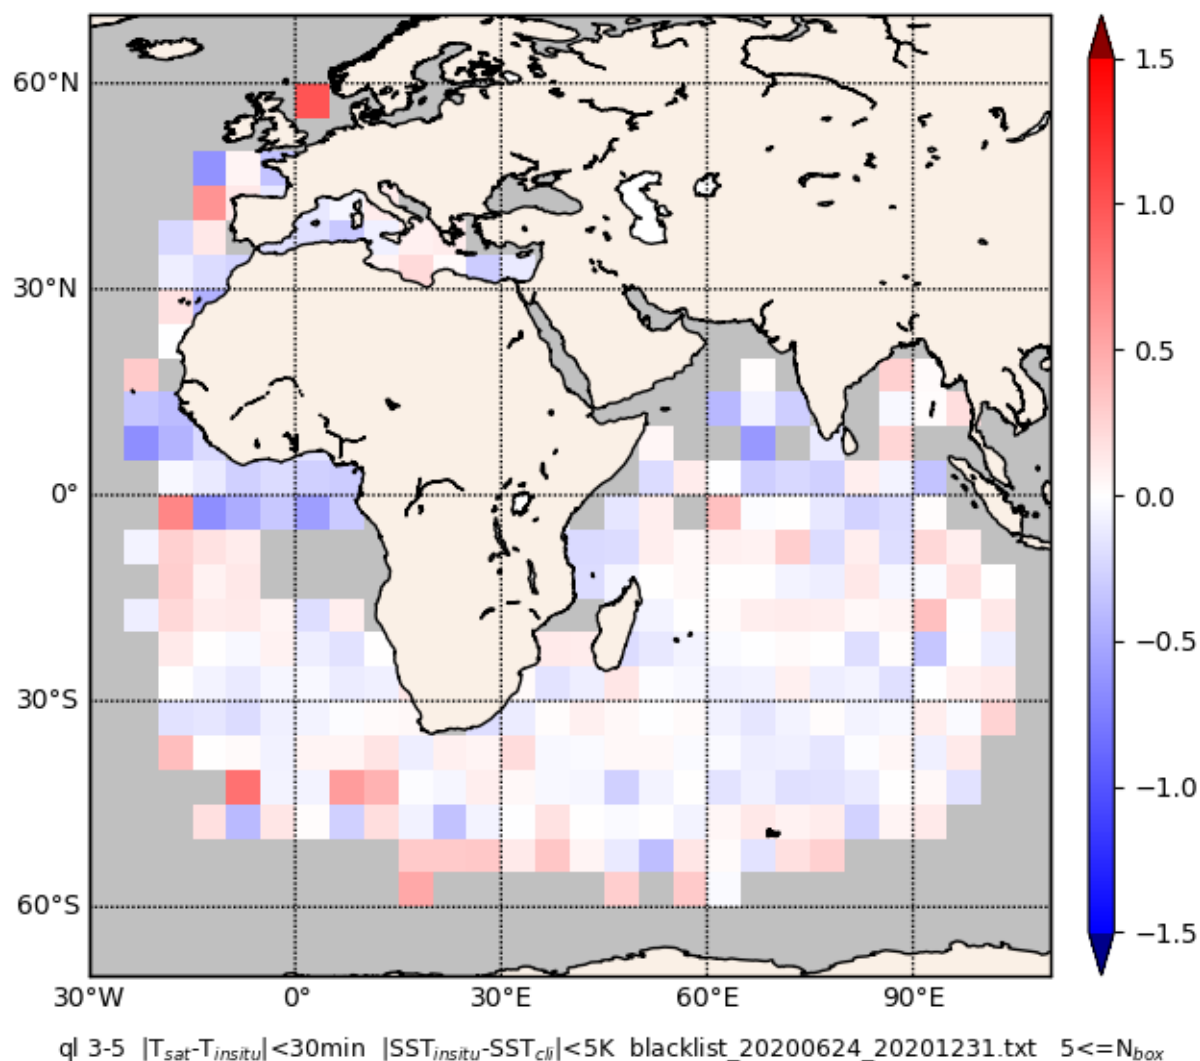 60°N
30°N
0°
30°S
60°S
30°W 0° 30°E 60°E 90°E
1.5
1.0
0.5
0.0
−0.5
−1.0
−1.5
ql 3-5 |T_sat-T_insitu|<30min |SST_insitu-SST_cli|<5K blacklist_20200624_20201231.txt 5<=N_box